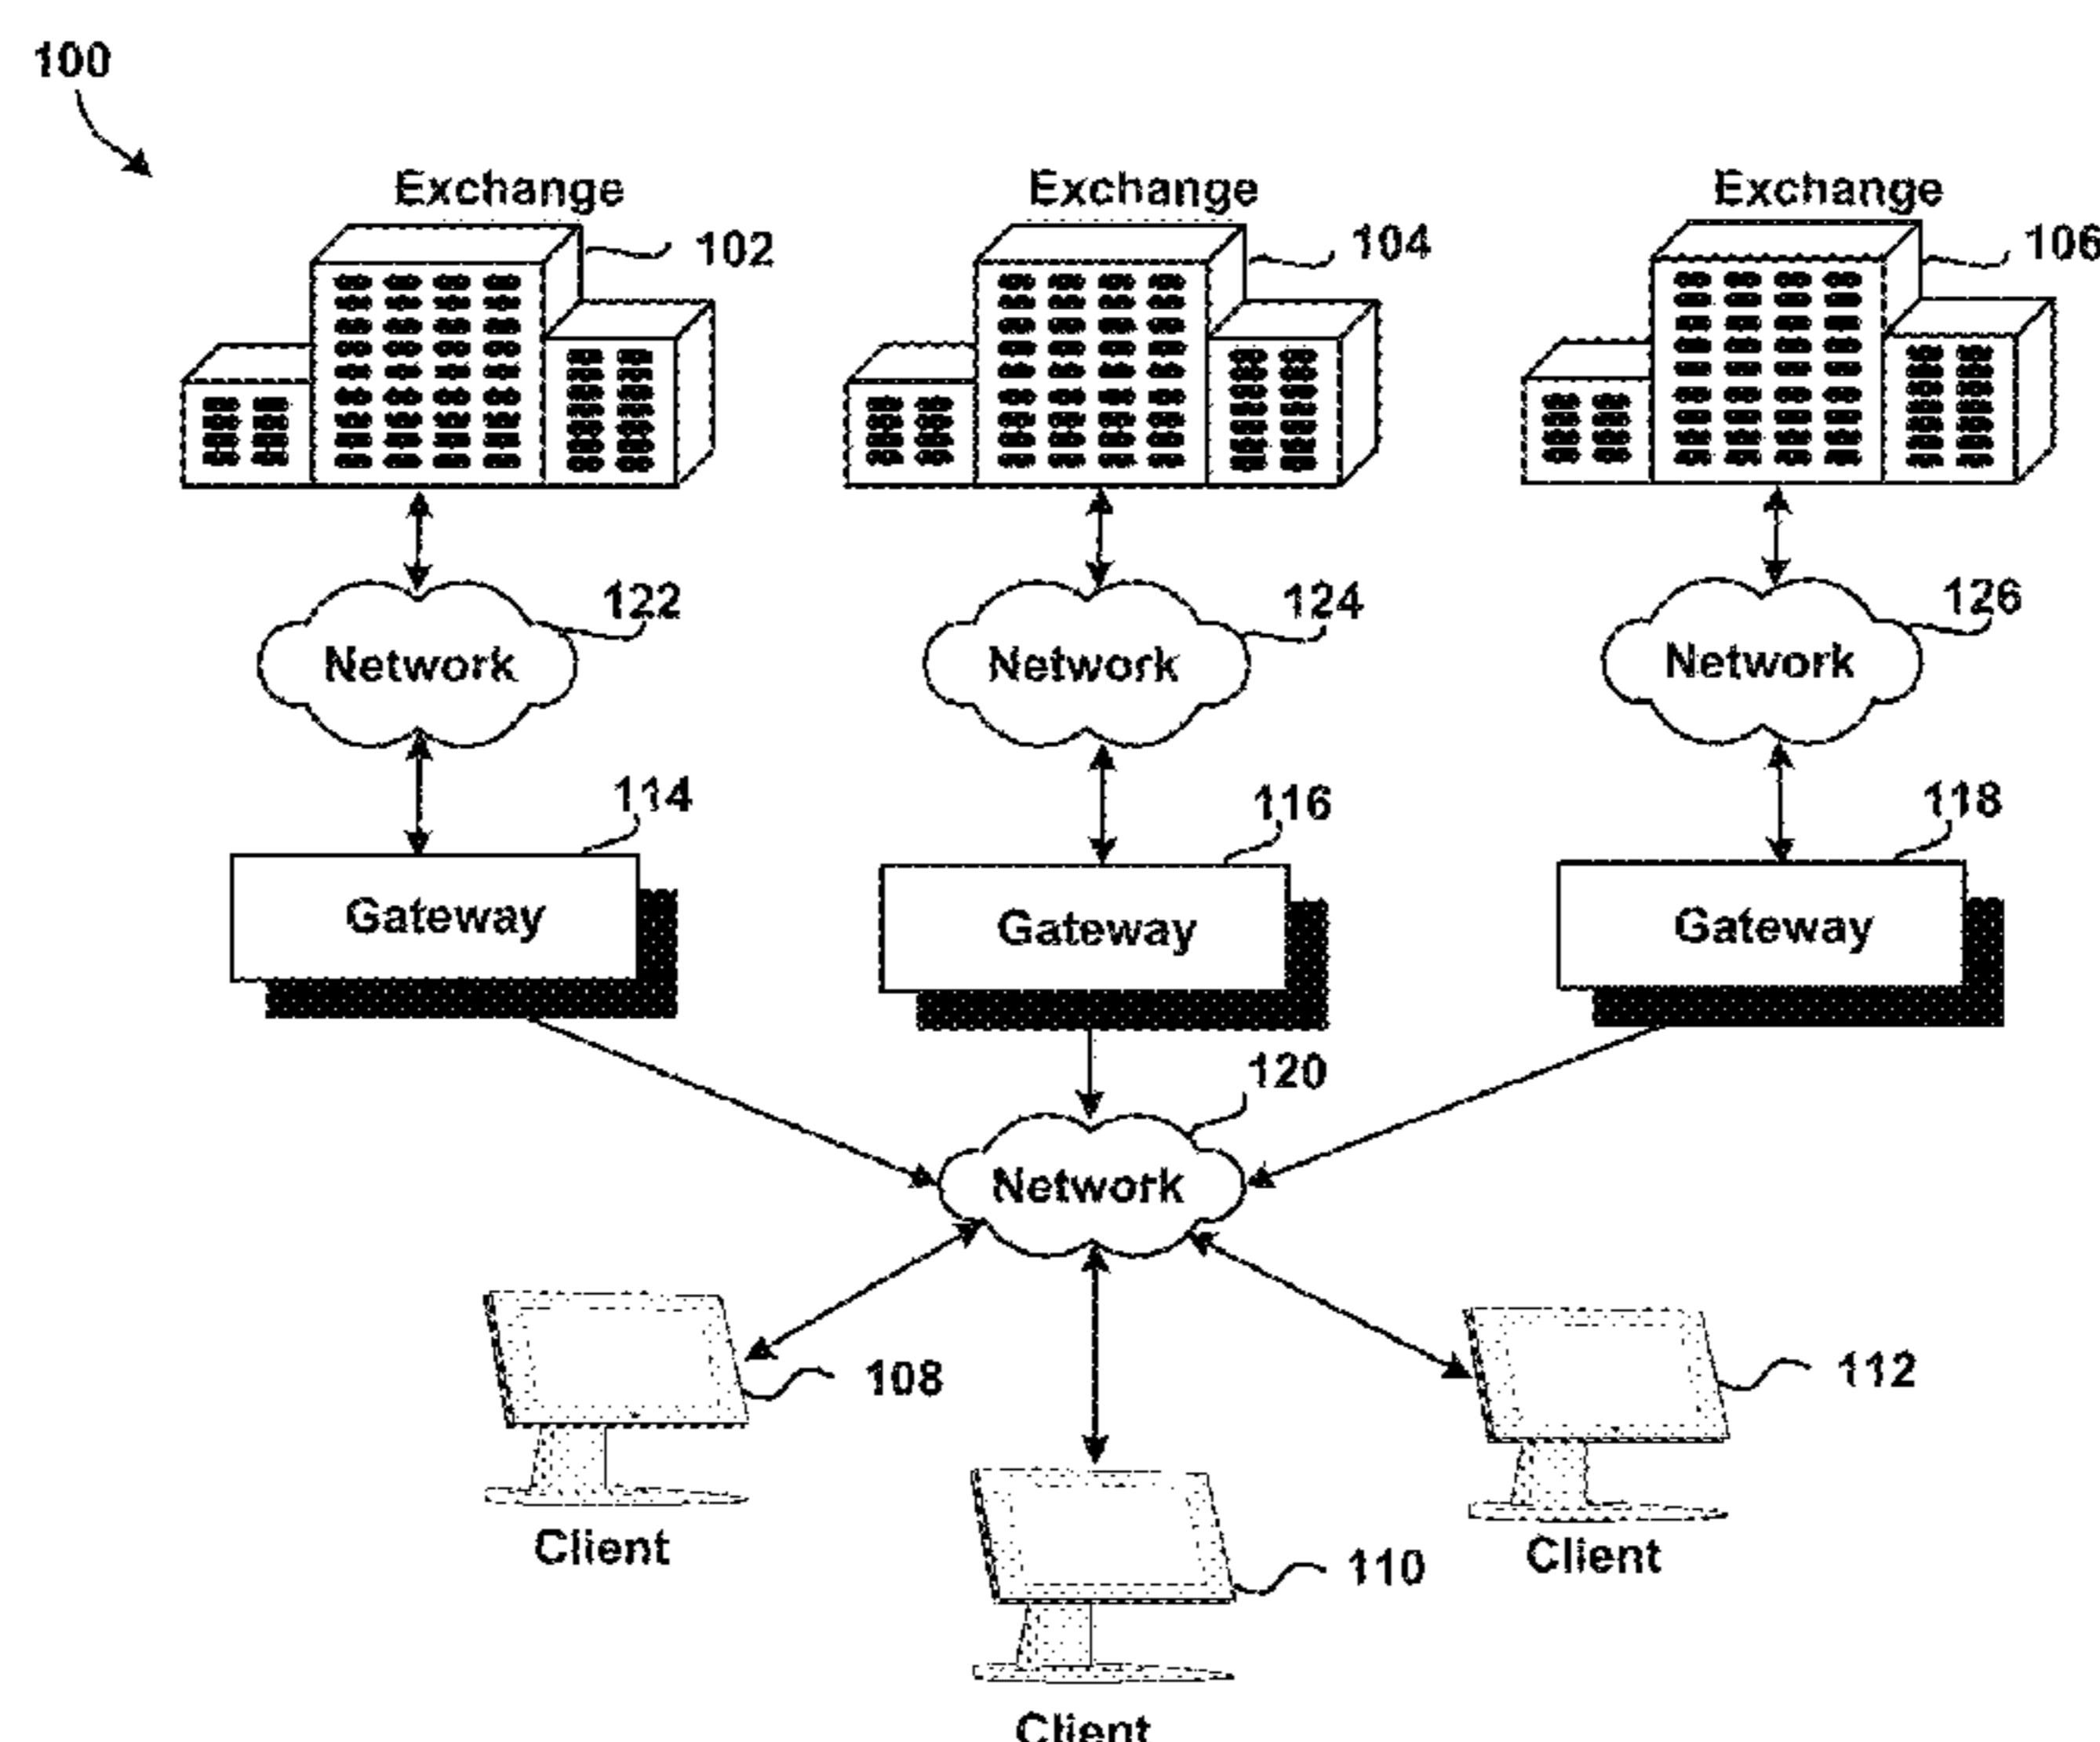 100
Exchange
Exchange
Exchange
102
104
106
122
124
126
Network
Network
Network
114
116
118
Gateway
Gateway
Gateway
120
Network
108
112
Client
Client
110
Client